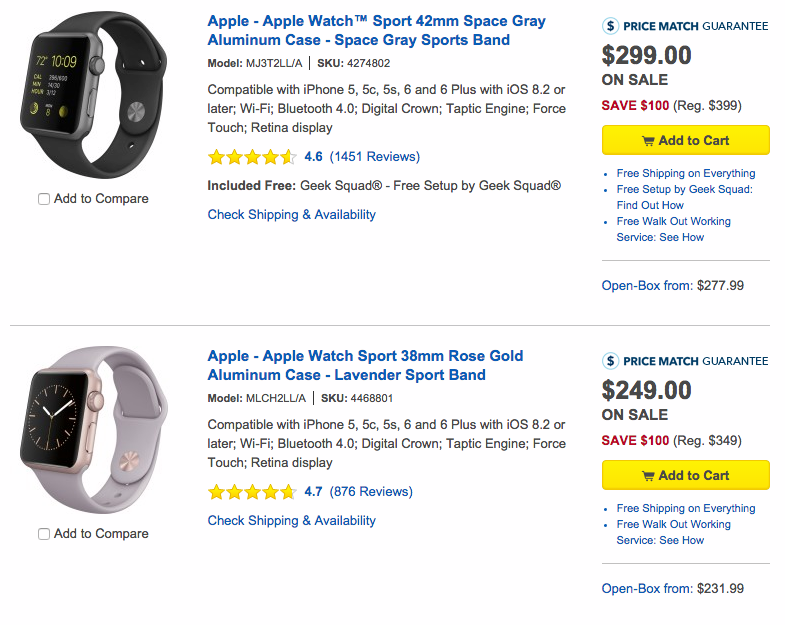 Apple - Apple Watch™ Sport 42mm Space Gray
Aluminum Case - Space Gray Sports Band
Model: MJ3T2LL/A | SKU: 4274802
Compatible with iPhone 5, 5c, 5s, 6 and 6 Plus with iOS 8.2 or
later; Wi-Fi; Bluetooth 4.0; Digital Crown; Taptic Engine; Force
Touch; Retina display
4.6 (1451 Reviews)
Included Free: Geek Squad® - Free Setup by Geek Squad®
Check Shipping & Availability
72° 10:09
CAL 396/600
MIN 14/30
HOUR 3/12
MON
8
Add to Compare
$ PRICE MATCH GUARANTEE
$299.00
ON SALE
SAVE $100 (Reg. $399)
Add to Cart
• Free Shipping on Everything
• Free Setup by Geek Squad:
Find Out How
• Free Walk Out Working
Service: See How
Open-Box from: $277.99
Apple - Apple Watch Sport 38mm Rose Gold
Aluminum Case - Lavender Sport Band
Model: MLCH2LL/A | SKU: 4468801
Compatible with iPhone 5, 5c, 5s, 6 and 6 Plus with iOS 8.2 or
later; Wi-Fi; Bluetooth 4.0; Digital Crown; Taptic Engine; Force
Touch; Retina display
4.7 (876 Reviews)
Check Shipping & Availability
Add to Compare
$ PRICE MATCH GUARANTEE
$249.00
ON SALE
SAVE $100 (Reg. $349)
Add to Cart
• Free Shipping on Everything
• Free Walk Out Working
Service: See How
Open-Box from: $231.99